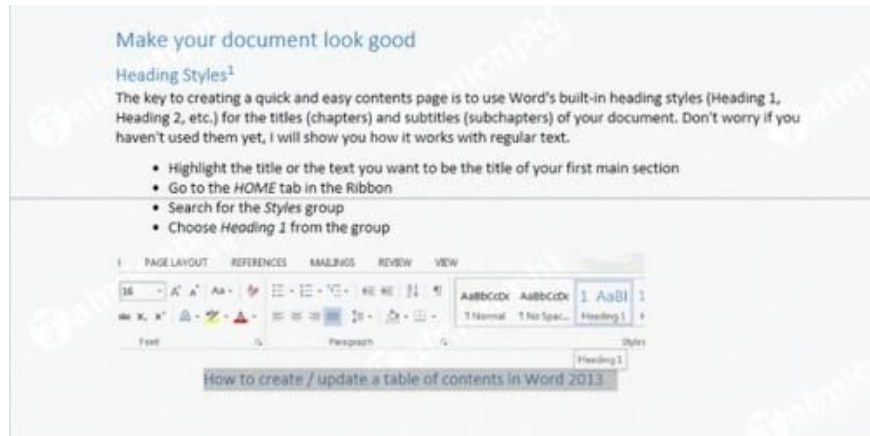 Make your document look good
Heading Styles1
The key to creating a quick and easy contents page is to use Word's built-in heading styles (Heading 1,
Heading 2, etc.) for the titles (chapters) and subtitles (subchapters) of your document. Don't worry if you
haven't used them yet, I will show you how it works with regular text.
• Highlight the title or the text you want to be the title of your first main section
• Go to the HOME tab in the Ribbon
• Search for the Styles group
• Choose Heading 1 from the group
PAGE LAYOUT REFERENCES MAILINGS REVIEW VIEW
16 Aa
AaBbCcDc AaBbCcDc 1 AaBl 1
¶ Normal ¶ No Spac... Heading 1
Font Paragraph Styles
Heading 1
How to create / update a table of contents in Word 2013